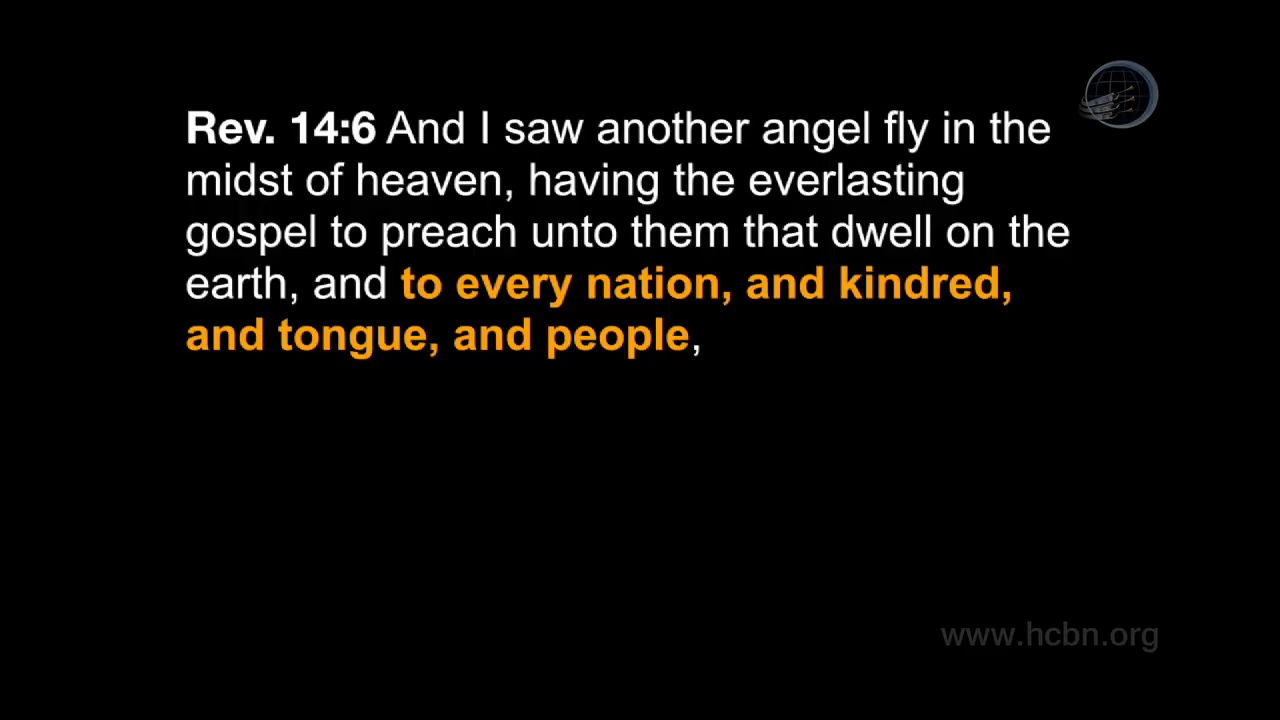 Rev. 14:6 And I saw another angel fly in the
midst of heaven, having the everlasting
gospel to preach unto them that dwell on the
earth, and to every nation, and kindred,
and tongue, and people,
www.hcbn.org